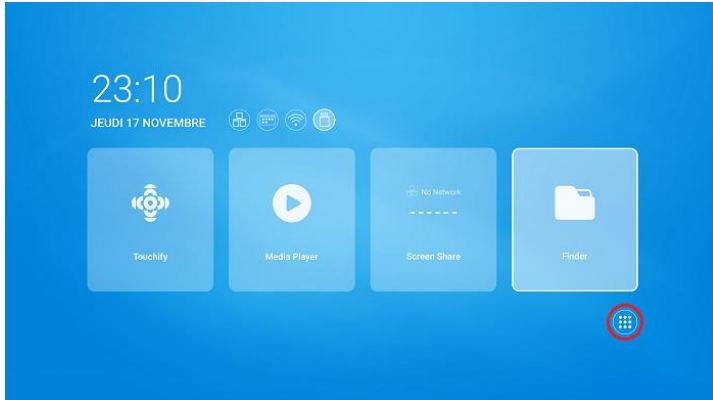 23:10
JEUDI 17 NOVEMBRE
No Network
------
Touchify
Media Player
Screen Share
Finder